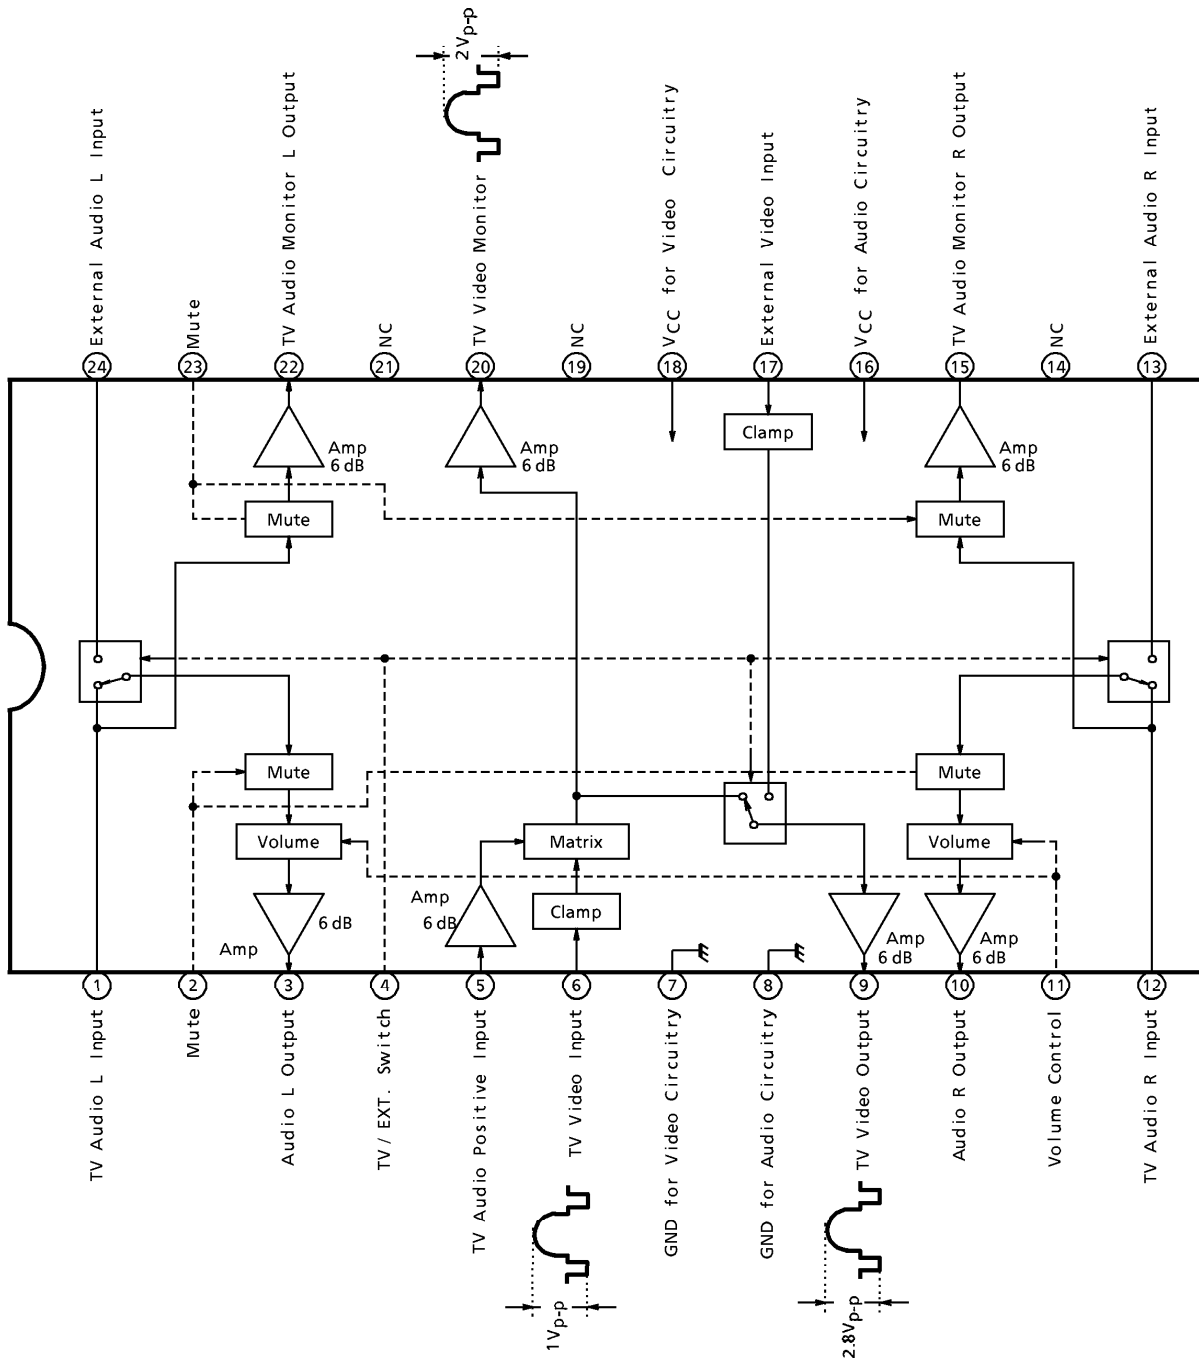 2Vp-p
External Audio L Input
Mute
TV Audio Monitor L Output
NC
TV Video Monitor
NC
VCC for Video Circuitry
External Video Input
VCC for Audio Circuitry
TV Audio Monitor R Output
NC
External Audio R Input
24
23
22
21
20
19
18
17
16
15
14
13
Clamp
Amp
6 dB
Amp
6 dB
Amp
6 dB
Mute
Mute
Mute
Mute
Volume
Matrix
Volume
Amp
6 dB
Amp
6 dB
Clamp
Amp
6 dB
Amp
6 dB
1
2
3
4
5
6
7
8
9
10
11
12
TV Audio L Input
Mute
Audio L Output
TV / EXT. Switch
TV Audio Positive Input
TV Video Input
GND for Video Circuitry
GND for Audio Circuitry
TV Video Output
Audio R Output
Volume Control
TV Audio R Input
1Vp-p
2.8Vp-p